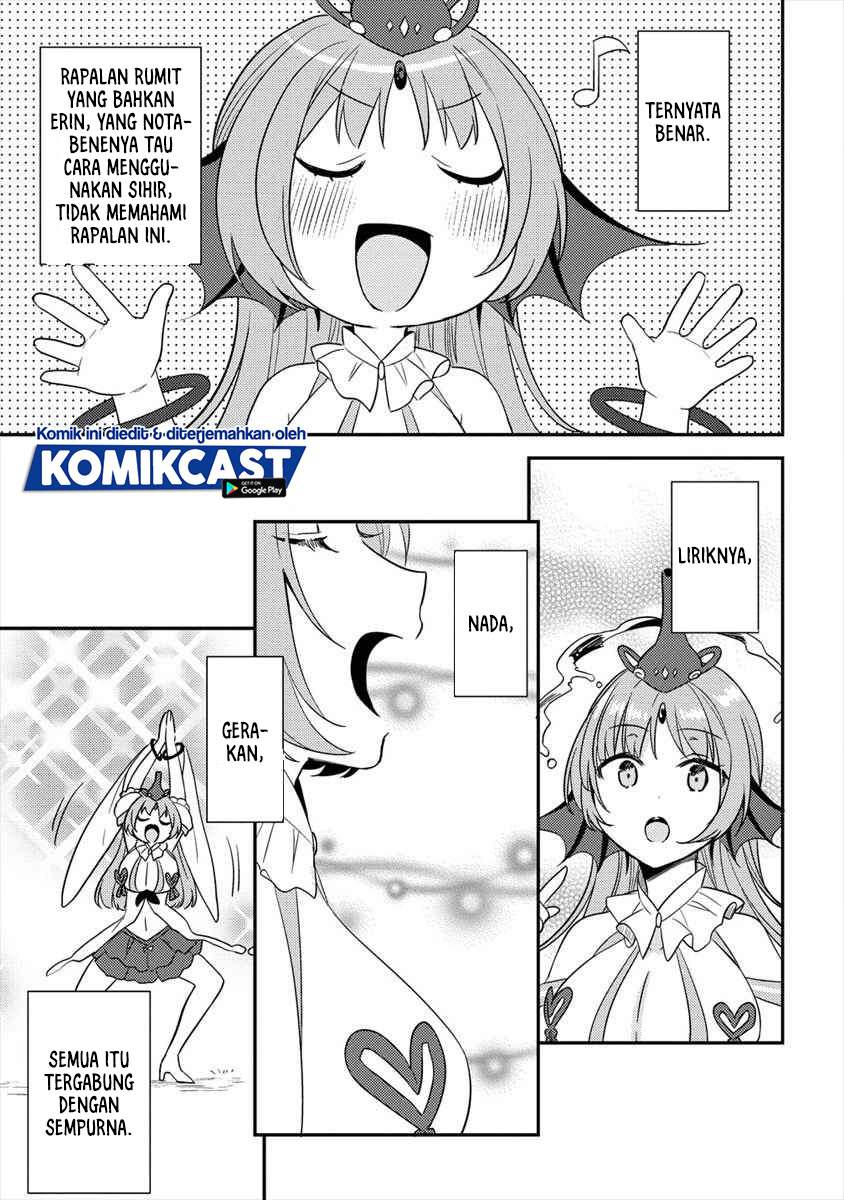 TERNYATA
BENAR.
RAPALAN RUMIT
YANG BAHKAN
ERIN, YANG NOTA-
BENENYA TAU
CARA MENGGU-
NAKAN SIHIR,
TIDAK MEMAHAMI
RAPALAN INI.
Komik ini diedit & diterjemahkan oleh
KOMIKCAST
GET IT ON
Google Play
LIRIKNYA,
NADA,
GERA-
KAN,
SEMUA ITU
TERGABUNG
DENGAN
SEMPURNA.